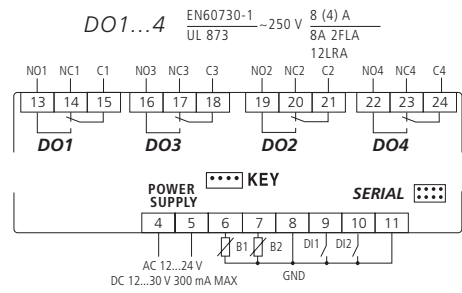 DO1...4 EN60730-1 ~250 V 8 (4) A
UL 873 8A 2FLA
12LRA
NO1 NC1 C1 NO3 NC3 C3 NO2 NC2 C2 NO4 NC4 C4
13 14 15 16 17 18 19 20 21 22 23 24
DO1 DO3 DO2 DO4
KEY
POWER SUPPLY
SERIAL
4 5 6 7 8 9 10 11
B1 B2 DI1 DI2
AC 12...24 V
DC 12...30 V 300 mA MAX
GND